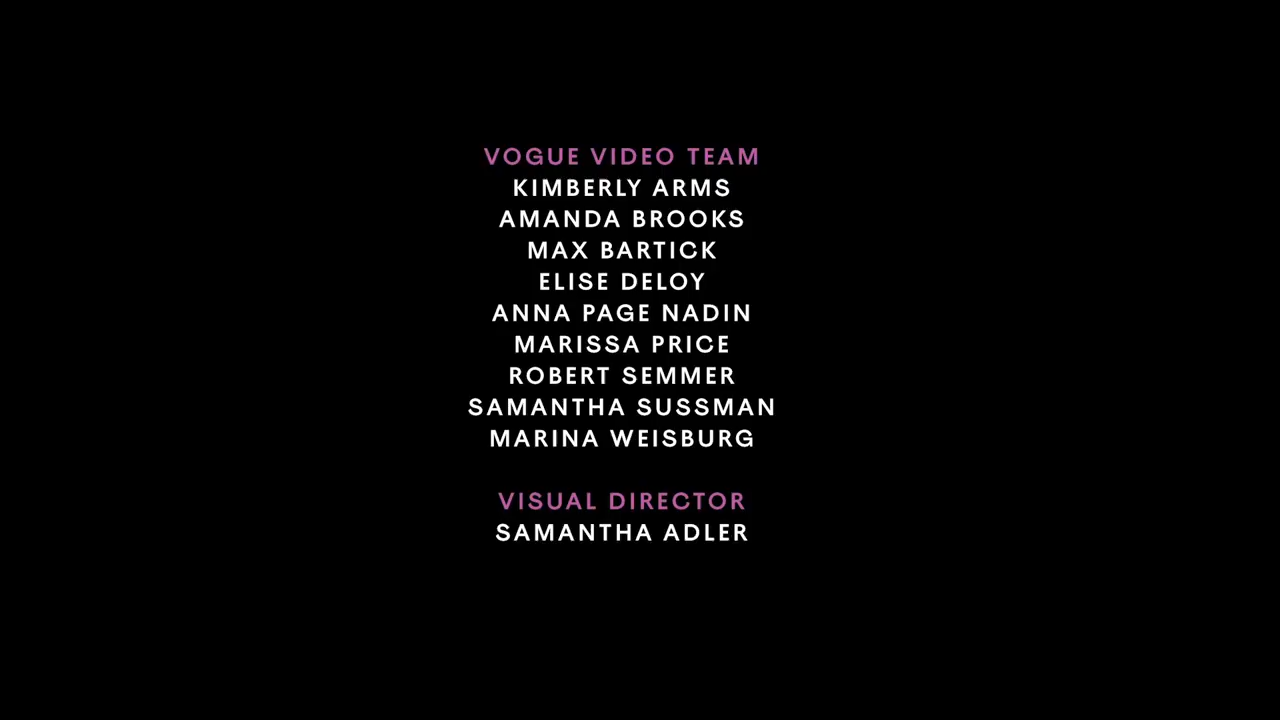 VOGUE VIDEO TEAM
KIMBERLY ARMS
AMANDA BROOKS
MAX BARTICK
ELISE DELOY
ANNA PAGE NADIN
MARISSA PRICE
ROBERT SEMMER
SAMANTHA SUSSMAN
MARINA WEISBURG
VISUAL DIRECTOR
SAMANTHA ADLER